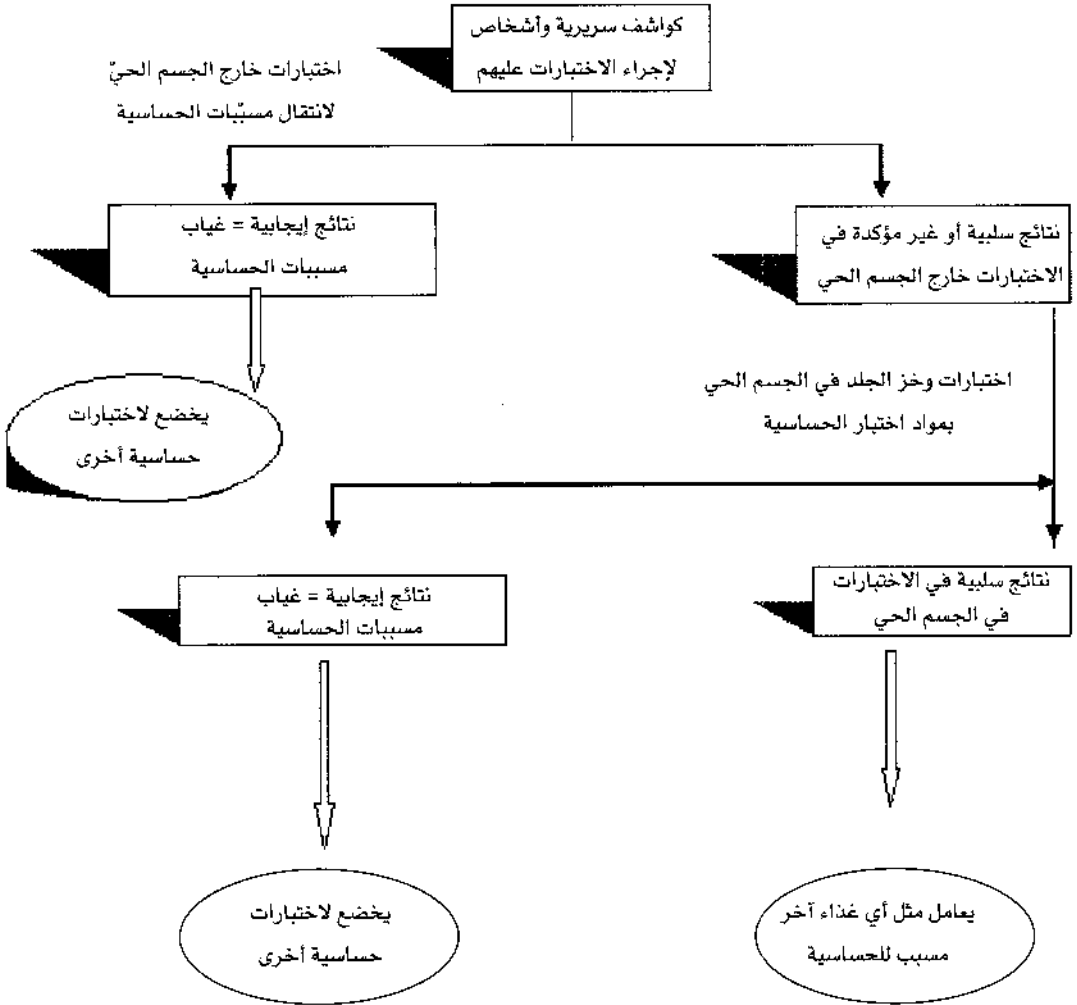 كواشف سريرية وأشخاص
لإجراء الاختبارات عليهم
اختبارات خارج الجسم الحيّ
لانتقال مسبّبات الحساسية
نتائج سلبية أو غير مؤكدة في
الاختبارات خارج الجسم الحي
نتائج إيجابية = غياب
مسببات الحساسية
يخضع لاختبارات
حساسية أخرى
اختبارات وخز الجلد في الجسم الحي
بمواد اختبار الحساسية
نتائج سلبية في الاختبارات
في الجسم الحي
نتائج إيجابية = غياب
مسببات الحساسية
يعامل مثل أي غذاء آخر
مسبب للحساسية
يخضع لاختبارات
حساسية أخرى